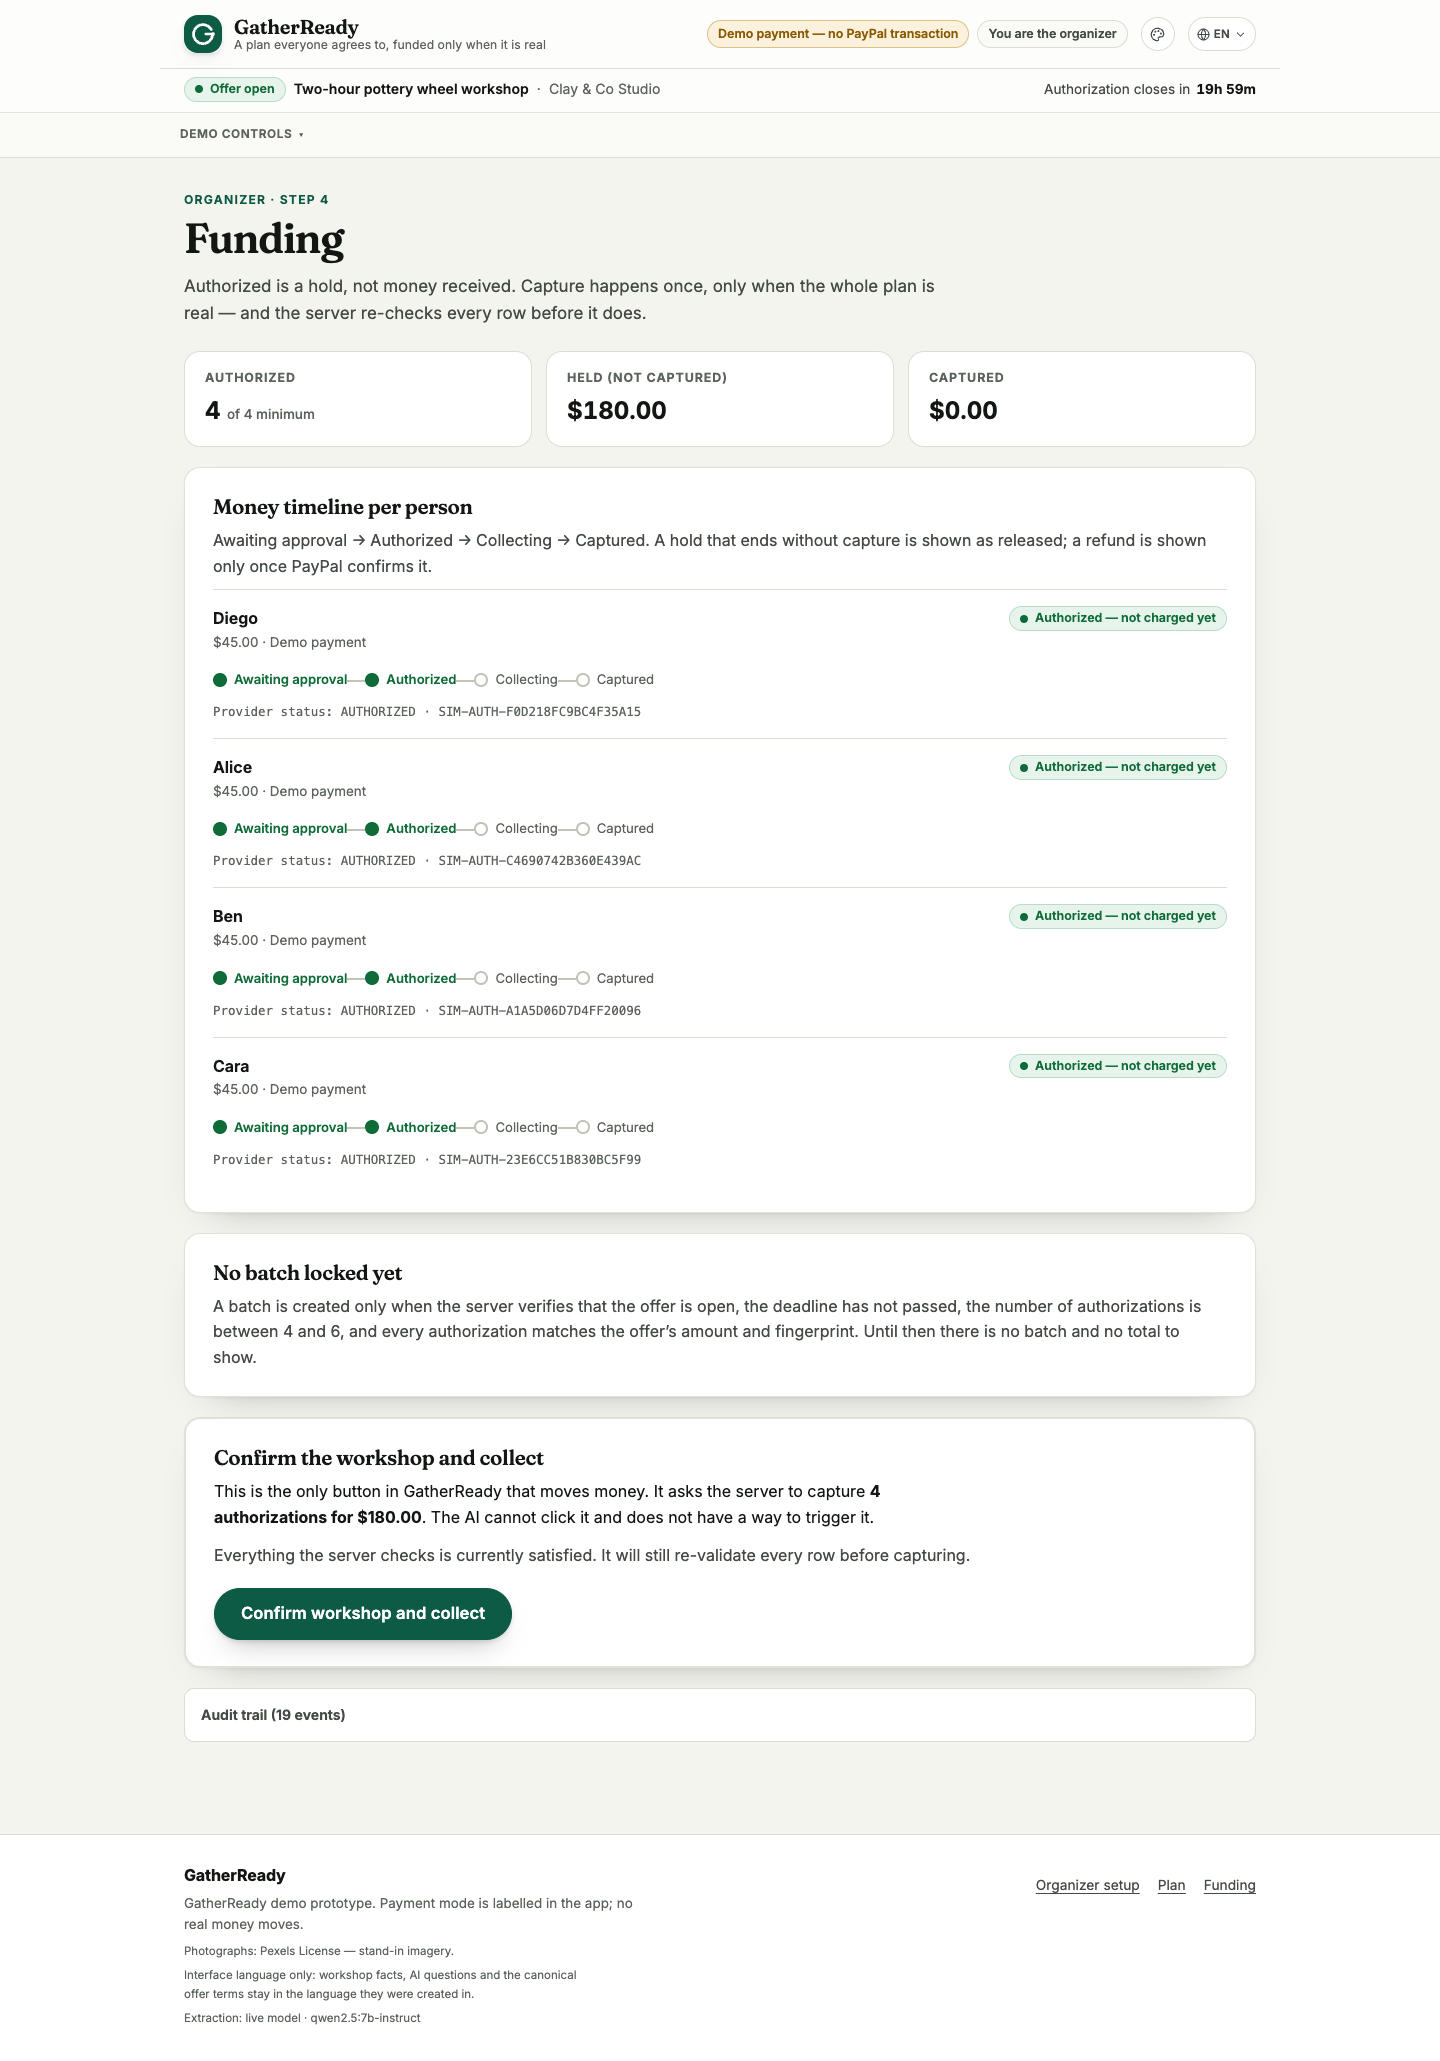 GatherReady
A plan everyone agrees to, funded only when it is real
Demo payment — no PayPal transaction
You are the organizer
EN
Offer open
Two-hour pottery wheel workshop · Clay & Co Studio
Authorization closes in 19h 59m
DEMO CONTROLS
ORGANIZER · STEP 4
Funding
Authorized is a hold, not money received. Capture happens once, only when the whole plan is
real — and the server re-checks every row before it does.
AUTHORIZED
4 of 4 minimum
HELD (NOT CAPTURED)
$180.00
CAPTURED
$0.00
Money timeline per person
Awaiting approval → Authorized → Collecting → Captured. A hold that ends without capture is shown as released; a refund is shown
only once PayPal confirms it.
Diego
Authorized — not charged yet
$45.00 · Demo payment
Awaiting approval Authorized Collecting Captured
Provider status: AUTHORIZED · SIM-AUTH-F0D218FC9BC4F35A15
Alice
Authorized — not charged yet
$45.00 · Demo payment
Awaiting approval Authorized Collecting Captured
Provider status: AUTHORIZED · SIM-AUTH-C4690742B360E439AC
Ben
Authorized — not charged yet
$45.00 · Demo payment
Awaiting approval Authorized Collecting Captured
Provider status: AUTHORIZED · SIM-AUTH-A1A5D06D7D4FF20096
Cara
Authorized — not charged yet
$45.00 · Demo payment
Awaiting approval Authorized Collecting Captured
Provider status: AUTHORIZED · SIM-AUTH-23E6CC51B830BC5F99
No batch locked yet
A batch is created only when the server verifies that the offer is open, the deadline has not passed, the number of authorizations is
between 4 and 6, and every authorization matches the offer’s amount and fingerprint. Until then there is no batch and no total to
show.
Confirm the workshop and collect
This is the only button in GatherReady that moves money. It asks the server to capture 4
authorizations for $180.00. The AI cannot click it and does not have a way to trigger it.
Everything the server checks is currently satisfied. It will still re-validate every row before capturing.
Confirm workshop and collect
Audit trail (19 events)
GatherReady
GatherReady demo prototype. Payment mode is labelled in the app; no
real money moves.
Photographs: Pexels License — stand-in imagery.
Interface language only: workshop facts, AI questions and the canonical
offer terms stay in the language they were created in.
Extraction: live model · qwen2.5:7b-instruct
Organizer setup Plan Funding